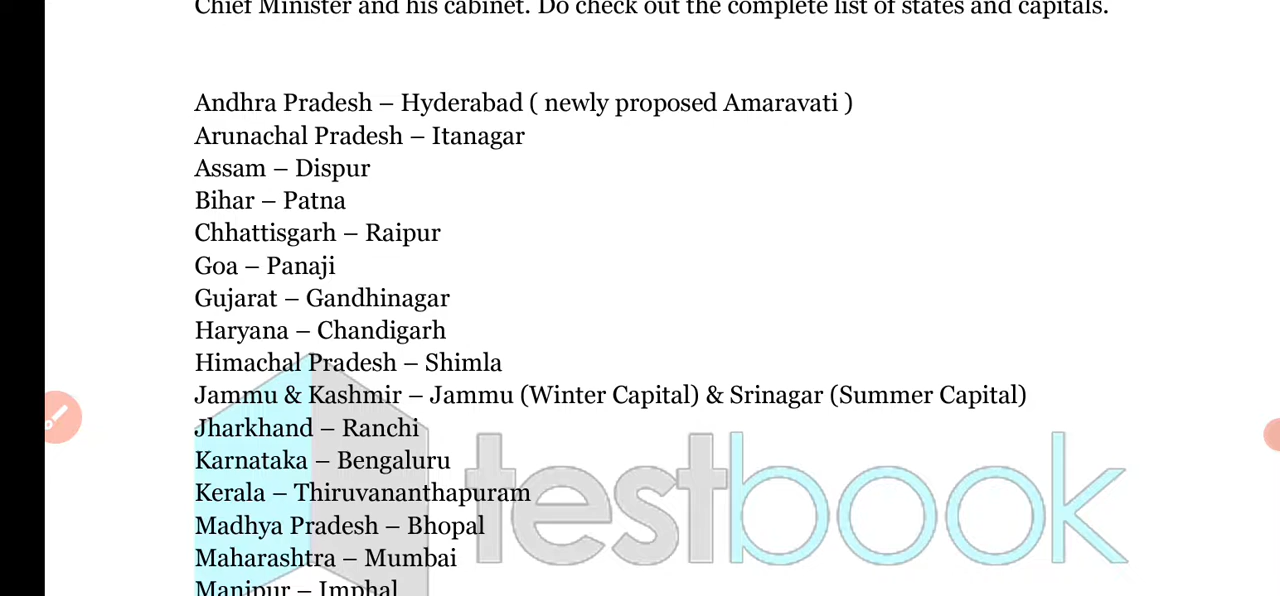 Chief Minister and his cabinet. Do check out the complete list of states and capitals.
Andhra Pradesh – Hyderabad ( newly proposed Amaravati )
Arunachal Pradesh – Itanagar
Assam – Dispur
Bihar – Patna
Chhattisgarh – Raipur
Goa – Panaji
Gujarat – Gandhinagar
Haryana – Chandigarh
Himachal Pradesh – Shimla
Jammu & Kashmir – Jammu (Winter Capital) & Srinagar (Summer Capital)
Jharkhand – Ranchi
Karnataka – Bengaluru
Kerala – Thiruvananthapuram
Madhya Pradesh – Bhopal
Maharashtra – Mumbai
Manipur – Imphal
testbook